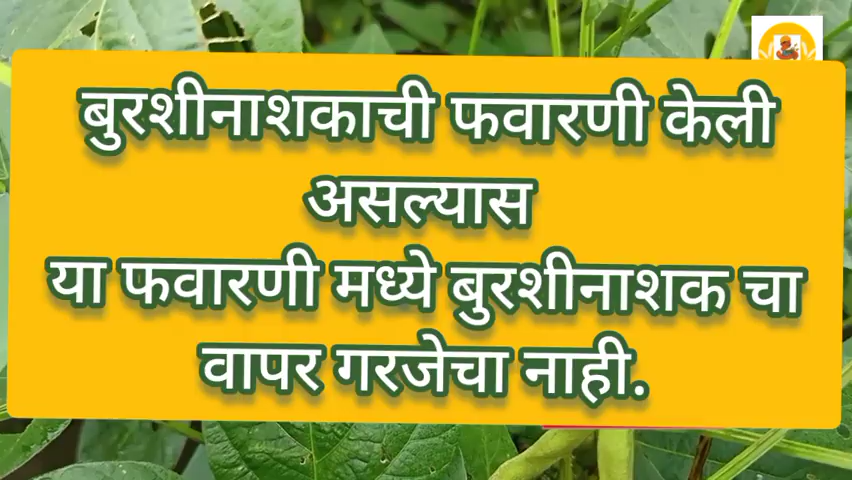 बुरशीनाशकाची फवारणी केली
असल्यास
या फवारणी मध्ये बुरशीनाशक चा
वापर गरजेचा नाही.